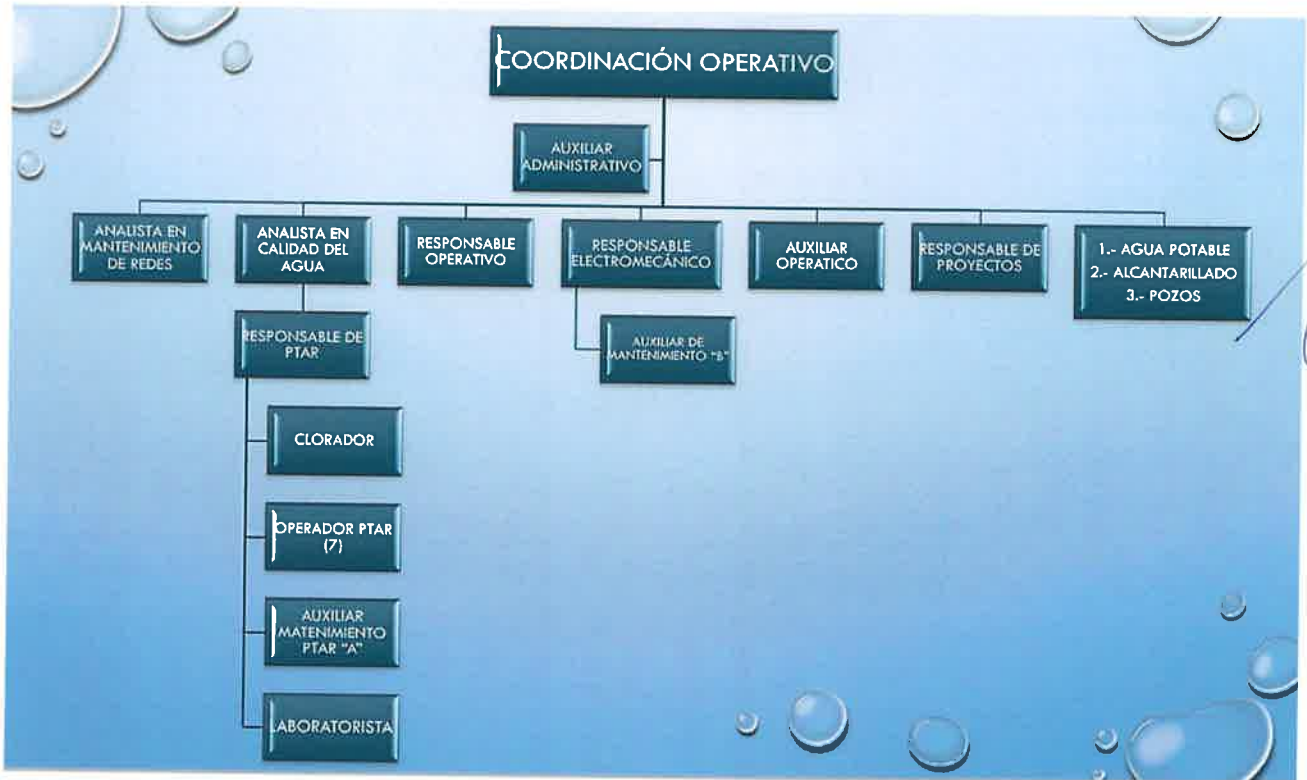 COORDINACIÓN OPERATIVO
AUXILIAR
ADMINISTRATIVO
ANALISTA EN
MANTENIMIENTO
DE REDES
ANALISTA EN
CALIDAD DEL
AGUA
RESPONSABLE
OPERATIVO
RESPONSABLE
ELECTROMECÁNICO
AUXILIAR
OPERATICO
RESPONSABLE DE
PROYECTOS
1.- AGUA POTABLE
2.- ALCANTARILLADO
3.- POZOS
RESPONSABLE DE
PTAR
AUXILIAR DE
MANTENIMIENTO "B"
CLORADOR
OPERADOR PTAR
(7)
AUXILIAR
MATENIMIENTO
PTAR "A"
LABORATORISTA